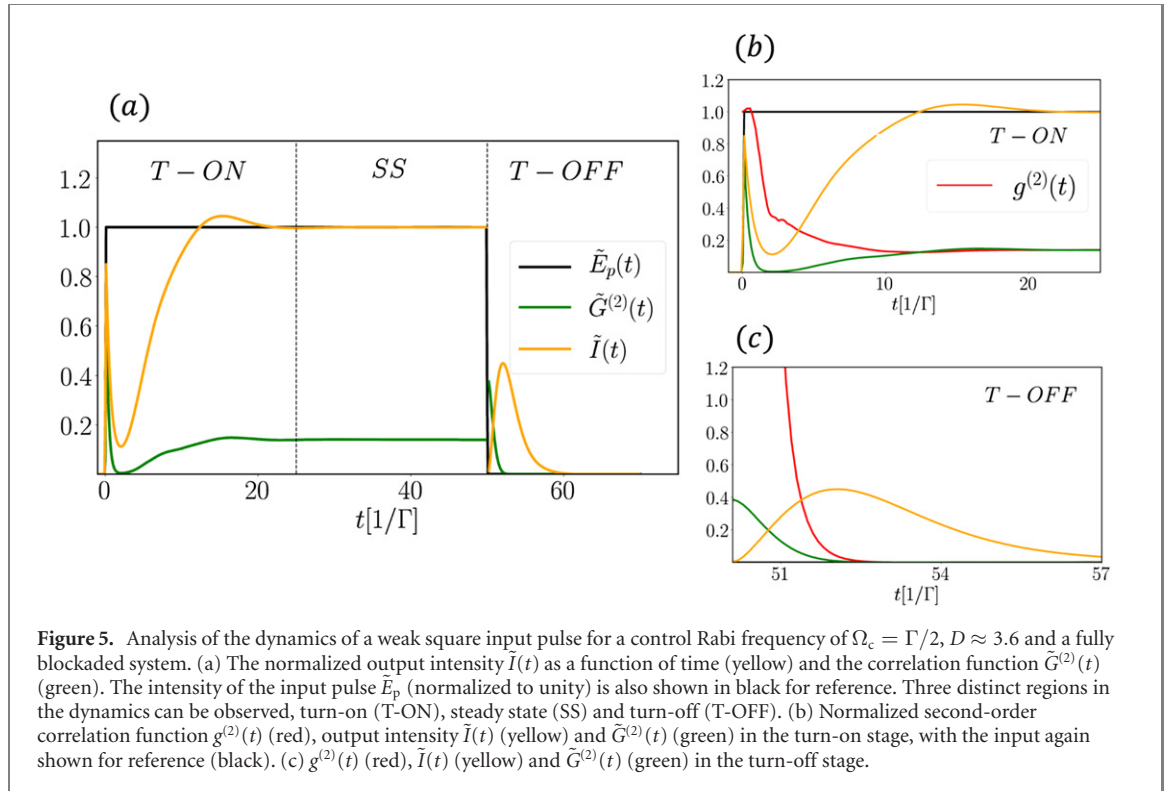 (a)
T − ON
SS
T − OFF
1.2
1.0
0.8
0.6
0.4
0.2
Ẽ_p(t)
G̃^(2)(t)
Ĩ(t)
0
20
40
60
t[1/Γ]
(b)
1.2
1.0
0.8
0.6
0.4
0.2
T − ON
g^(2)(t)
0
10
20
t[1/Γ]
(c)
1.2
1.0
0.8
0.6
0.4
0.2
T − OFF
51
54
57
t[1/Γ]
Figure 5. Analysis of the dynamics of a weak square input pulse for a control Rabi frequency of Ω_c = Γ/2, D ≈ 3.6 and a fully
blockaded system. (a) The normalized output intensity Ĩ(t) as a function of time (yellow) and the correlation function G̃^(2)(t)
(green). The intensity of the input pulse Ẽ_p (normalized to unity) is also shown in black for reference. Three distinct regions in
the dynamics can be observed, turn-on (T-ON), steady state (SS) and turn-off (T-OFF). (b) Normalized second-order
correlation function g^(2)(t) (red), output intensity Ĩ(t) (yellow) and G̃^(2)(t) (green) in the turn-on stage, with the input again
shown for reference (black). (c) g^(2)(t) (red), Ĩ(t) (yellow) and G̃^(2)(t) (green) in the turn-off stage.